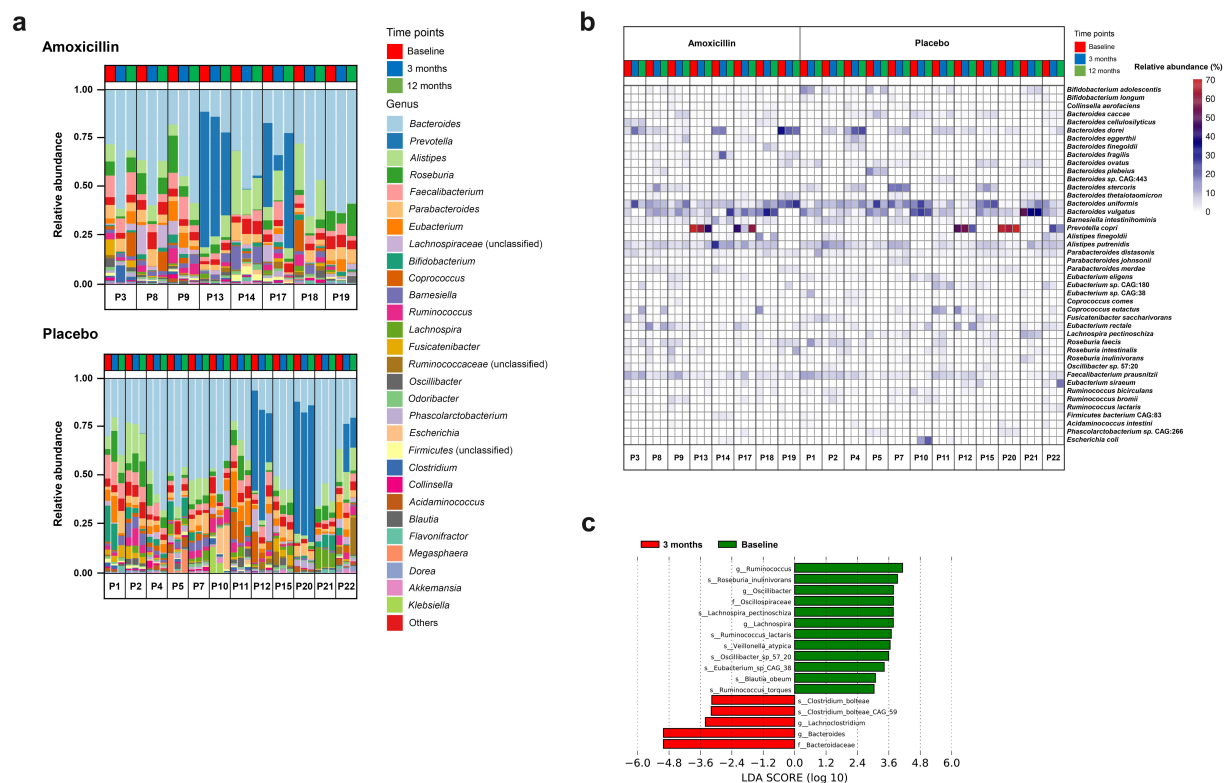 a
Amoxicillin
1.00
0.75
0.50
0.25
0.00
Relative abundance
P3 P8 P9 P13 P14 P17 P18 P19
Placebo
1.00
0.75
0.50
0.25
0.00
Relative abundance
P1 P2 P4 P5 P7 P10 P11 P12 P15 P20 P21 P22
Time points
Baseline
3 months
12 months
Genus
Bacteroides
Prevotella
Alistipes
Roseburia
Faecalibacterium
Parabacteroides
Eubacterium
Lachnospiraceae (unclassified)
Bifidobacterium
Coprococcus
Barnesiella
Ruminococcus
Lachnospira
Fusicatenibacter
Ruminococcaceae (unclassified)
Oscillibacter
Odoribacter
Phascolarctobacterium
Escherichia
Firmicutes (unclassified)
Clostridium
Collinsella
Acidaminococcus
Blautia
Flavonifractor
Megasphaera
Dorea
Akkemansia
Klebsiella
Others
b
Amoxicillin Placebo
Time points
Baseline
3 months
12 months
Relative abundance (%)
70
60
50
40
30
20
10
0
Bifidobacterium adolescentis
Bifidobacterium longum
Collinsella aerofaciens
Bacteroides caccae
Bacteroides cellulosilyticus
Bacteroides dorei
Bacteroides eggerthii
Bacteroides finegoldii
Bacteroides fragilis
Bacteroides ovatus
Bacteroides plebeius
Bacteroides sp. CAG:443
Bacteroides stercoris
Bacteroides thetaiotaomicron
Bacteroides uniformis
Bacteroides vulgatus
Barnesiella intestinihominis
Prevotella copri
Alistipes finegoldii
Alistipes putrenidis
Parabacteroides distasonis
Parabacteroides johnsonii
Parabacteroides merdae
Eubacterium eligens
Eubacterium sp. CAG:180
Eubacterium sp. CAG:38
Coprococcus comes
Coprococcus eutactus
Fusicatenibacter saccharivorans
Eubacterium rectale
Lachnospira pectinoschiza
Roseburia faecis
Roseburia intestinalis
Roseburia inulinivorans
Oscillibacter sp. 57:20
Faecalibacterium prausnitzii
Eubacterium siraeum
Ruminococcus bicirculans
Ruminococcus bromii
Ruminococcus lactaris
Firmicutes bacterium CAG:83
Acidaminococcus intestini
Phascolarctobacterium sp. CAG:266
Escherichia coli
P3 P8 P9 P13 P14 P17 P18 P19 P1 P2 P4 P5 P7 P10 P11 P12 P15 P20 P21 P22
c
3 months Baseline
g__Ruminococcus
s__Roseburia_inulinivorans
g__Oscillibacter
f__Oscillospiraceae
s__Lachnospira_pectinoschiza
g__Lachnospira
s__Ruminococcus_lactaris
s__Veillonella_atypica
s__Oscillibacter_sp_57_20
s__Eubacterium_sp_CAG_38
s__Blautia_obeum
s__Ruminococcus_torques
s__Clostridium_bolteae
s__Clostridium_bolteae_CAG_59
g__Lachnoclostridium
g__Bacteroides
f__Bacteroidaceae
−6.0 −4.8 −3.6 −2.4 −1.2 0.0 1.2 2.4 3.6 4.8 6.0
LDA SCORE (log 10)